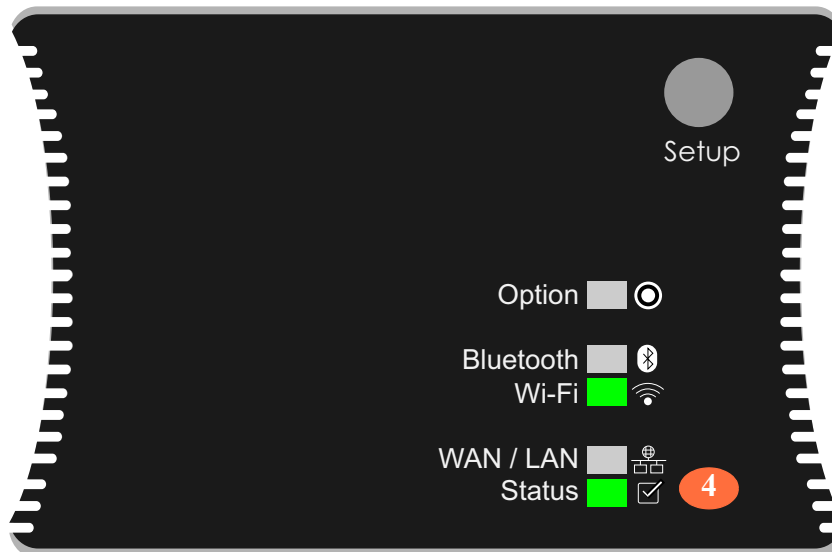 Setup
Option
Bluetooth
Wi-Fi
WAN / LAN
Status 4